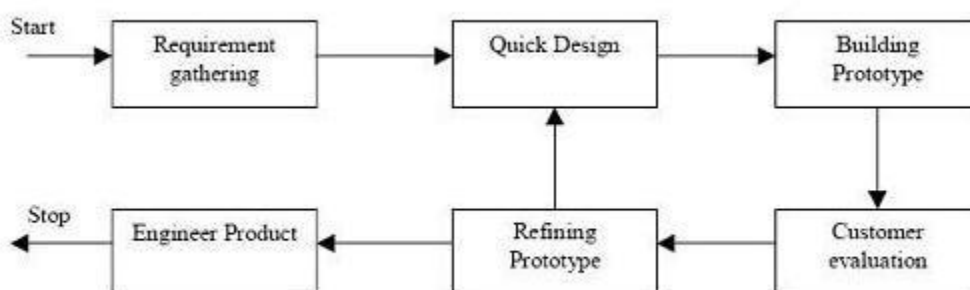 Start
Requirement
gathering
Quick Design
Building
Prototype
Stop
Engineer Product
Refining
Prototype
Customer
evaluation